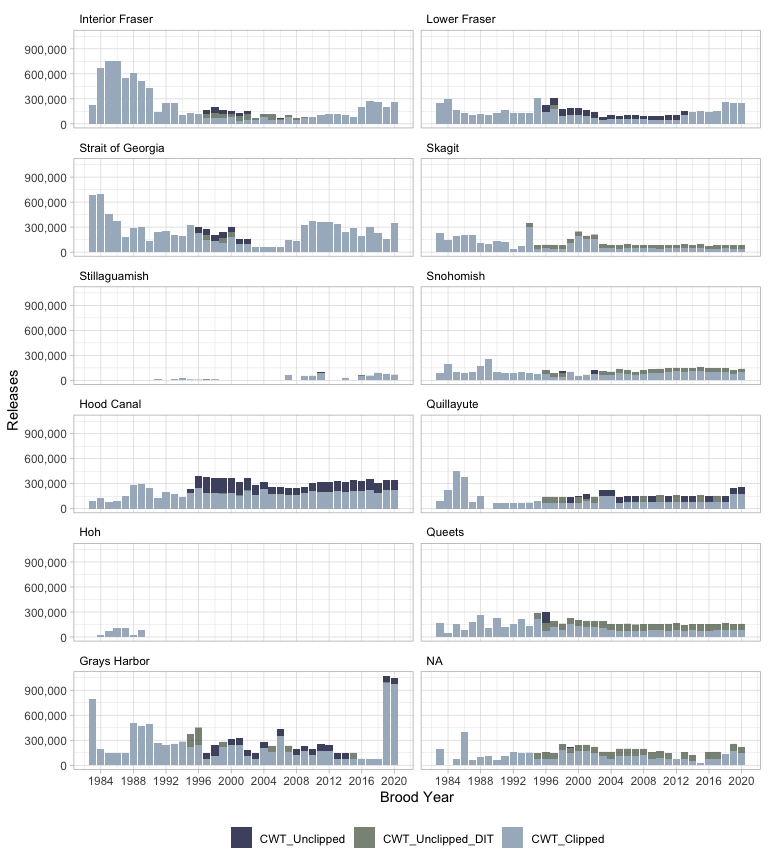 Interior Fraser
Lower Fraser
900,000
600,000
300,000
0
Strait of Georgia
Skagit
900,000
600,000
300,000
0
Stillaguamish
Snohomish
900,000
600,000
300,000
0
Hood Canal
Quillayute
900,000
600,000
300,000
0
Hoh
Queets
900,000
600,000
300,000
0
Grays Harbor
NA
900,000
600,000
300,000
0
1984 1988 1992 1996 2000 2004 2008 2012 2016 2020
1984 1988 1992 1996 2000 2004 2008 2012 2016 2020
Releases
Brood Year
CWT_Unclipped CWT_Unclipped_DIT CWT_Clipped